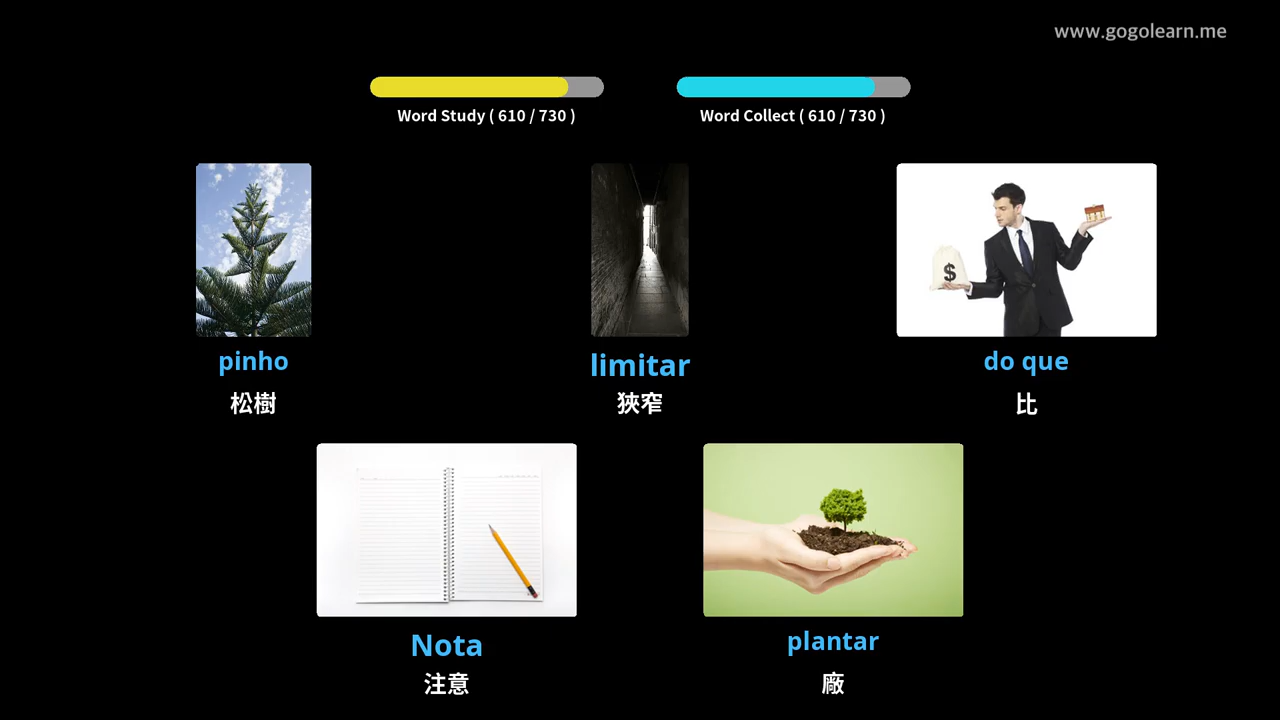 www.gogolearn.me
Word Study ( 610 / 730 )
Word Collect ( 610 / 730 )
pinho
松樹
limitar
狹窄
do que
比
$
Nota
注意
plantar
廠